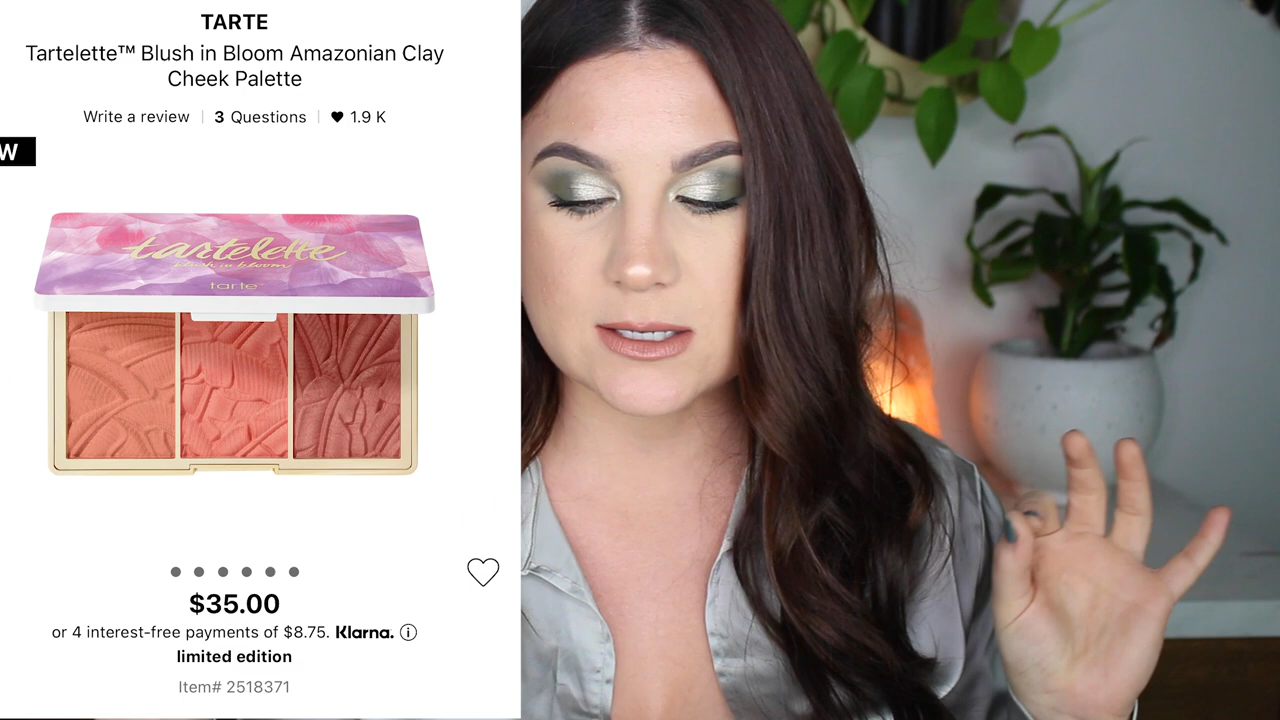 TARTE
Tartelette™ Blush in Bloom Amazonian Clay
Cheek Palette
Write a review | 3 Questions | ♥ 1.9 K
W
tartelette
blush in bloom
tarte
$35.00
or 4 interest-free payments of $8.75. Klarna. ⓘ
limited edition
Item# 2518371